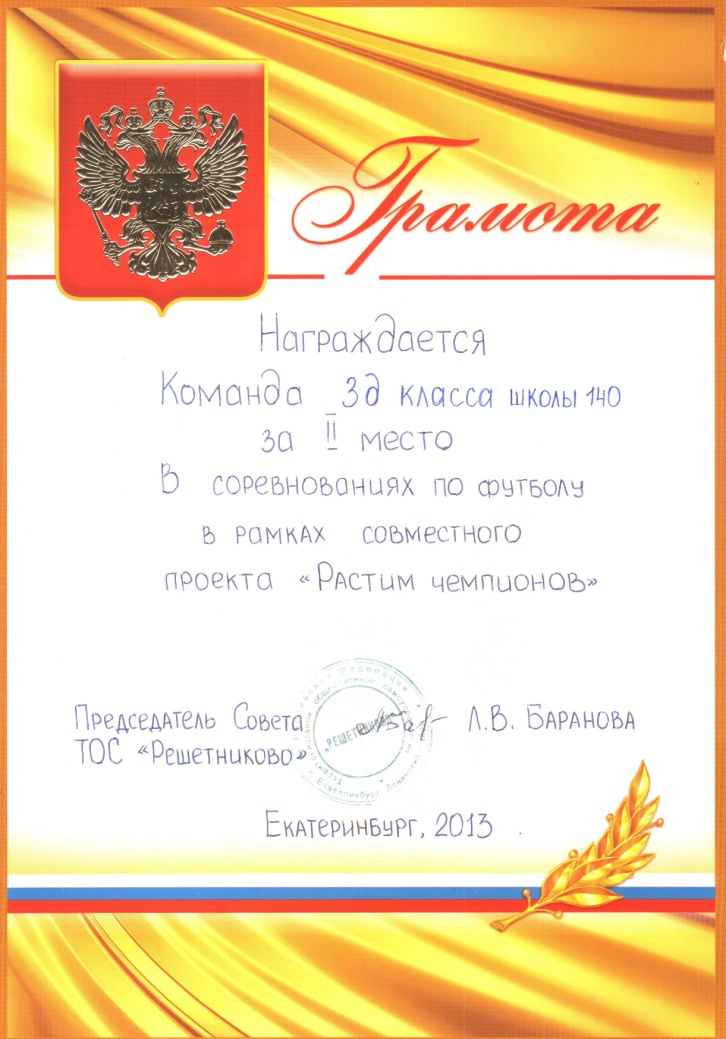 Грамота
Награждается
Команда 3д класса школы 140
за II место
В соревнованиях по футболу
в рамках совместного
проекта «Растим чемпионов»
Председатель Совета Л.В. Баранова
ТОС «Решетниково»
"РЕШЕТНИКОВО"
Екатеринбург, 2013